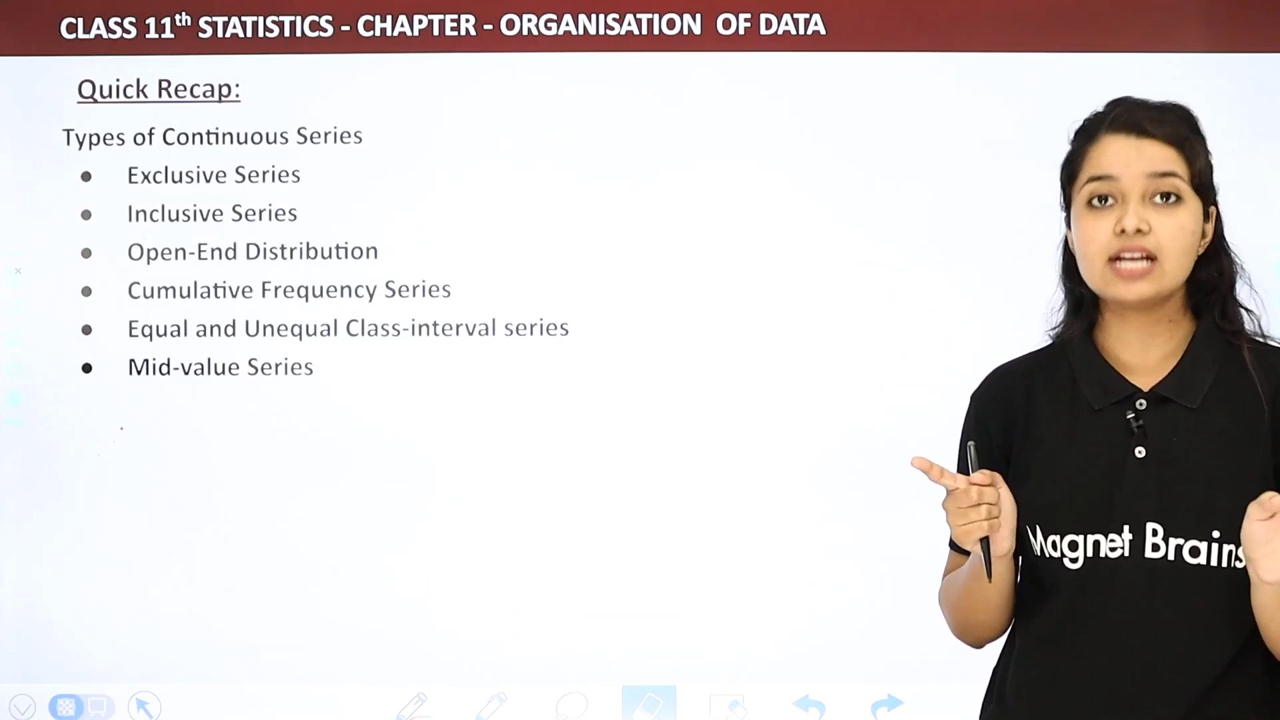 CLASS 11th STATISTICS - CHAPTER - ORGANISATION OF DATA
Quick Recap:
Types of Continuous Series
● Exclusive Series
● Inclusive Series
● Open-End Distribution
● Cumulative Frequency Series
● Equal and Unequal Class-interval series
● Mid-value Series
Magnet Brains